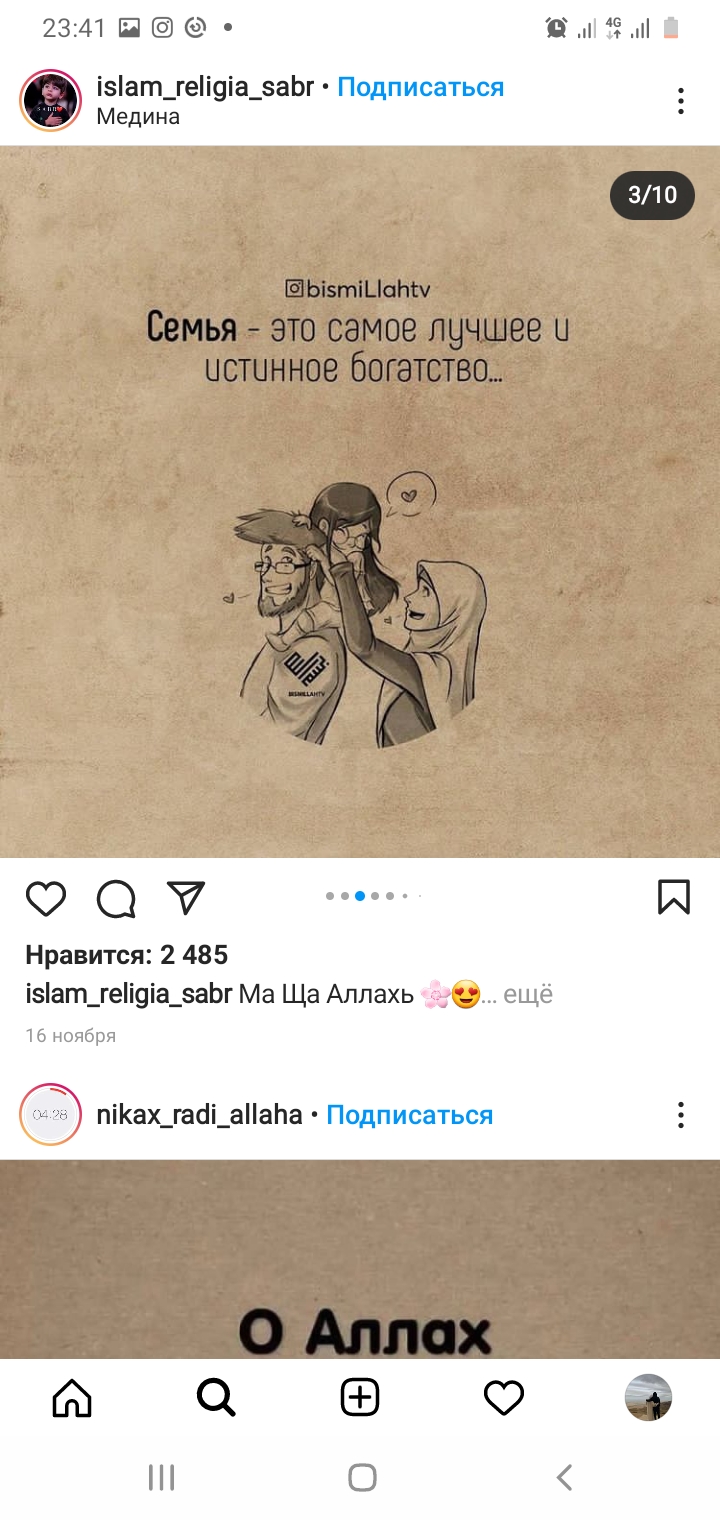 23:41
4G
islam_religia_sabr • Подписаться
Медина
3/10
bismiLlahtv
Семья - это самое лучшее и
истинное богатство...
BISMILLAHTV
Нравится: 2 485
islam_religia_sabr Ма Ща Аллахь 🌸😍... ещё
16 ноября
04:28
nikax_radi_allaha • Подписаться
О Аллах